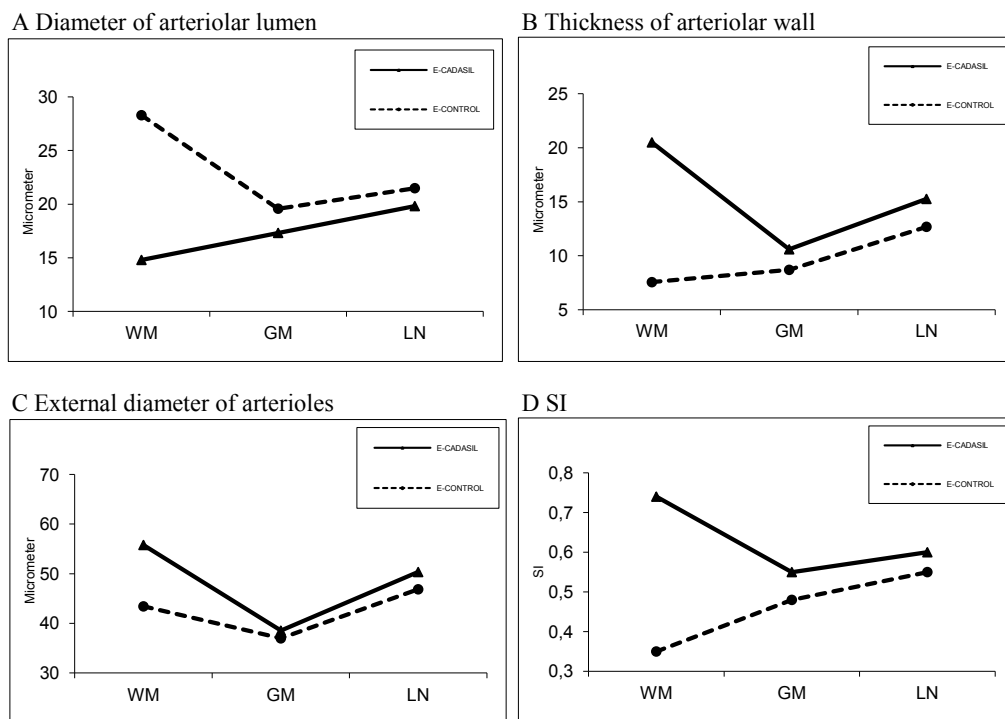 A Diameter of arteriolar lumen
E-CADASIL
E-CONTROL
30
25
20
15
10
Micrometer
WM GM LN
B Thickness of arteriolar wall
E-CADASIL
E-CONTROL
25
20
15
10
5
Micrometer
WM GM LN
C External diameter of arterioles
E-CADASIL
E-CONTROL
70
60
50
40
30
Micrometer
WM GM LN
D SI
E-CADASIL
E-CONTROL
0,8
0,7
0,6
0,5
0,4
0,3
SI
WM GM LN